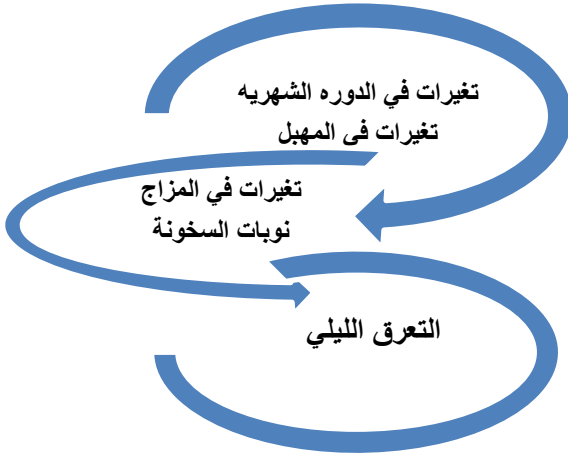 تغيرات في الدوره الشهريه
تغيرات فى المهبل
تغيرات في المزاج
نوبات السخونة
التعرق الليلي